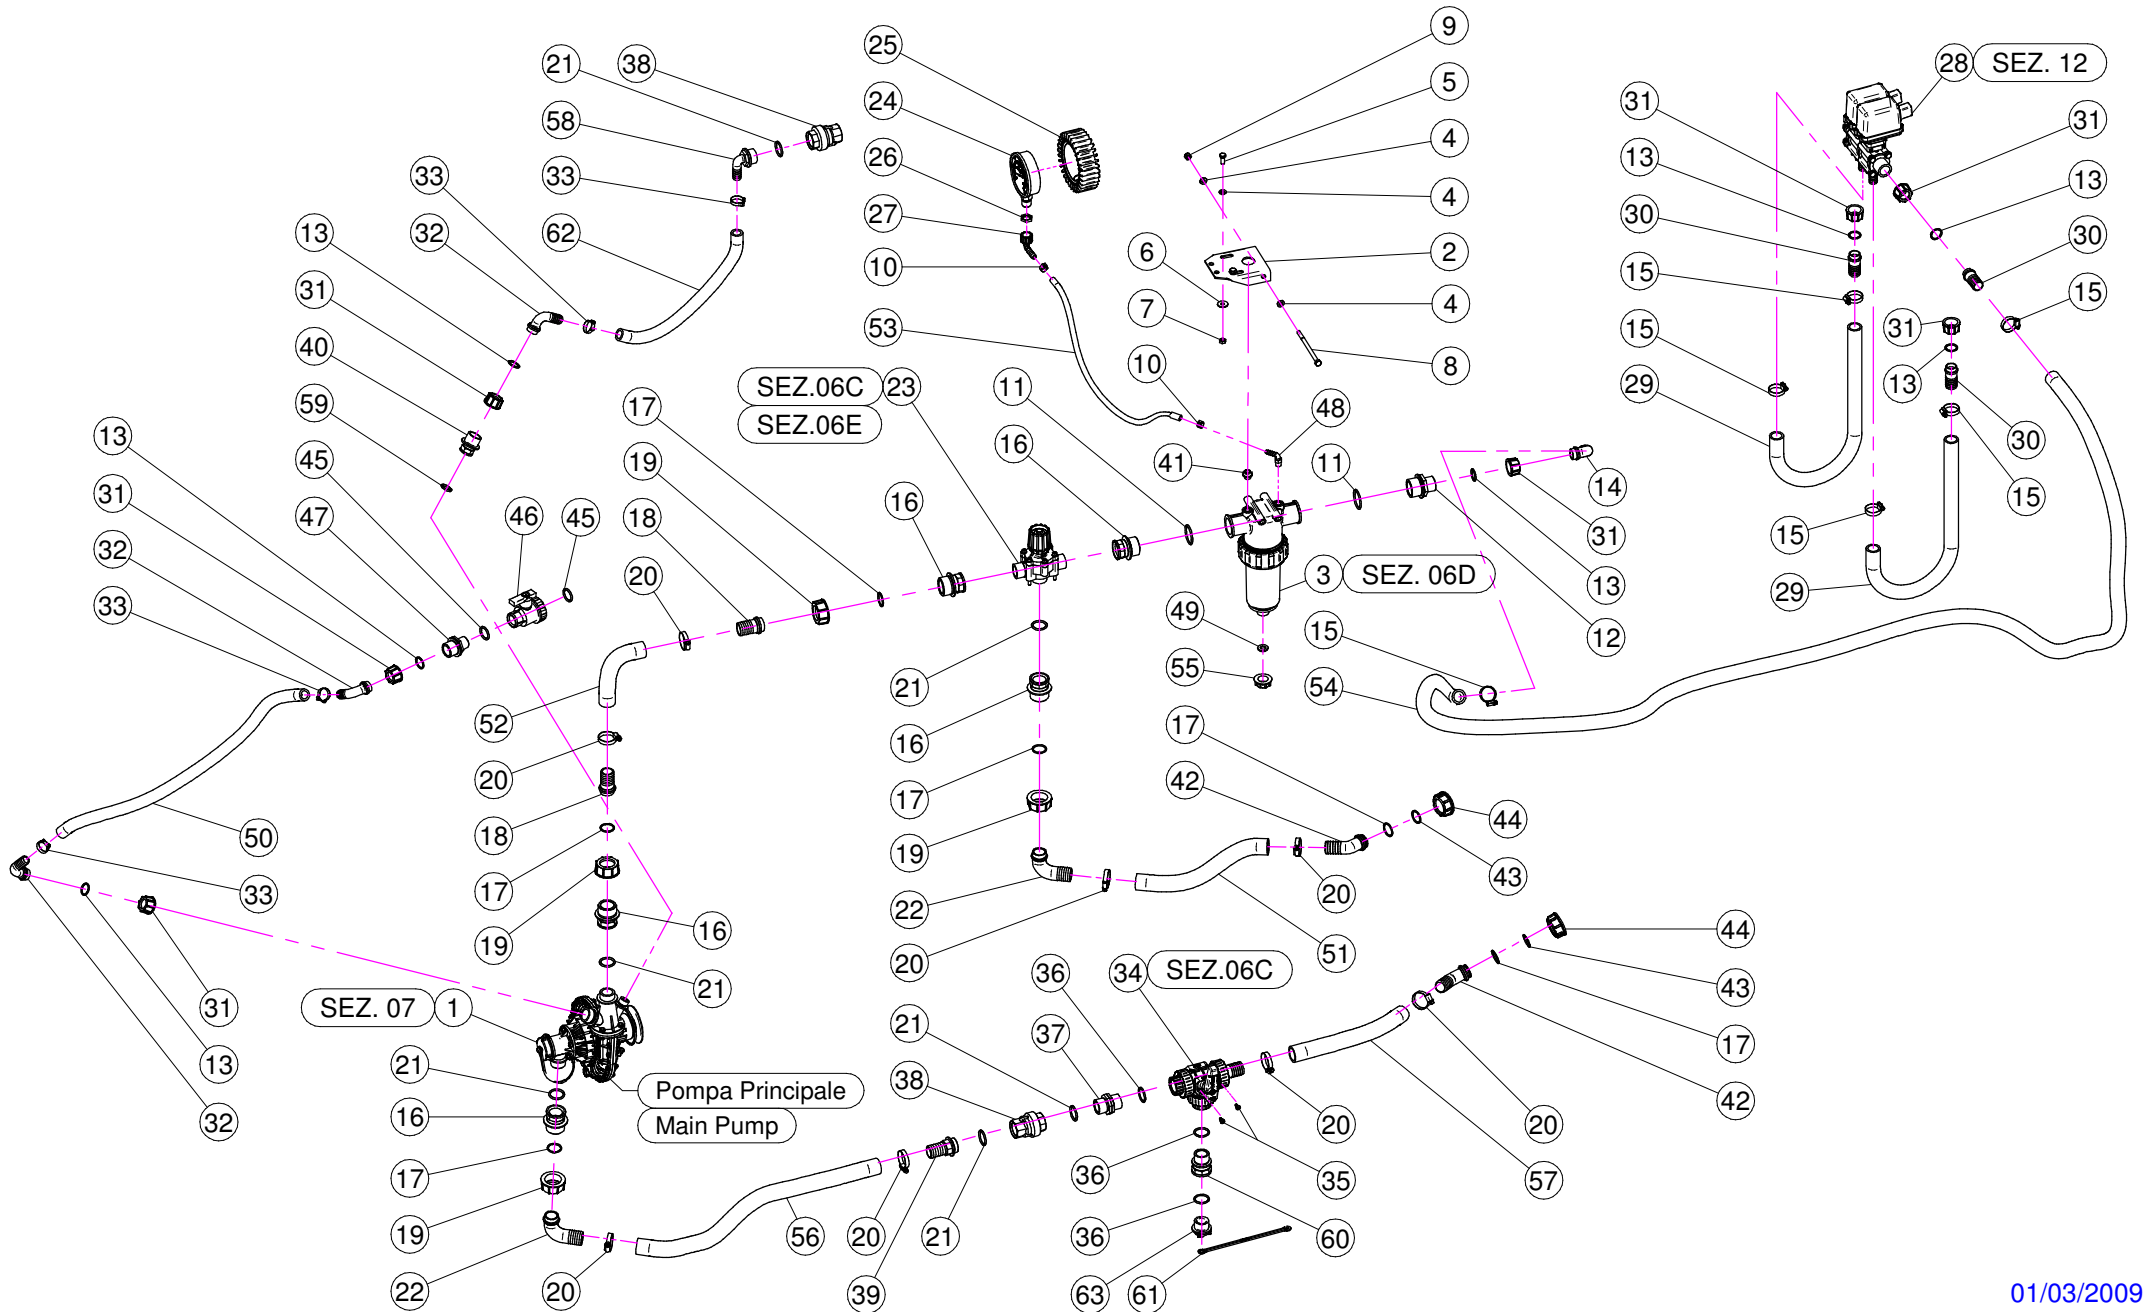 9
25
21 38
28 SEZ. 12
5
24 31
58 31
4
26 13
33 33 13
4
27 30
13 32 62 30
6 2
10
15
31 15
4
53 7 31
40 15
10 8
SEZ.06C 23 11 13
59 17 29
SEZ.06E 48
13
45 19 16 41 11 30
14
31 15
47 46 45 18 16
15
31
32 20 3 SEZ. 06D 13
33 29
49 12
21 15
55
54
52
16
17
20
17 42
50 18 44
19
33 17 43
20
22
19 16 51
20 44
31 21 36 34 SEZ.06C
SEZ. 07 1 43
21 37
13 17
21
Pompa Principale 38
32 16 Main Pump 20 20 42
17 36 35
57
19 56 20 21 36 60
22 20 39 63 61
01/03/2009